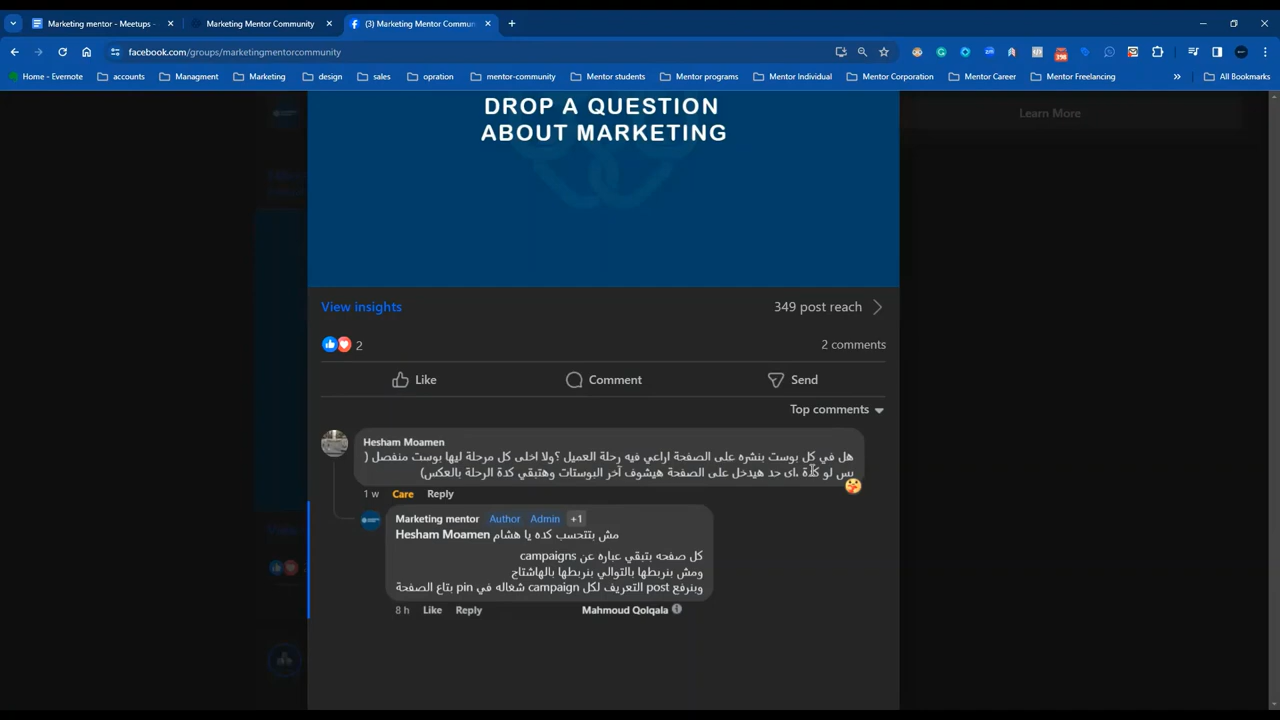 Marketing mentor - Meetups -
Marketing Mentor Community
(3) Marketing Mentor Commun
facebook.com/groups/marketingmentorcommunity
Home - Evernote
accounts
Managment
Marketing
design
sales
opration
mentor-community
Mentor students
Mentor programs
Mentor Individual
Mentor Corporation
Mentor Career
Mentor Freelancing
All Bookmarks
Learn More
DROP A QUESTION
ABOUT MARKETING
View insights
349 post reach
2
2 comments
Like
Comment
Send
Top comments
Hesham Moamen
هل في كل بوست بنشره على الصفحة اراعي فيه رحلة العميل ؟ولا اخلى كل مرحلة ليها بوست منفصل (
بس لو كدة ،اى حد هيدخل على الصفحة هيشوف آخر البوستات وهتبقي كدة الرحلة بالعكس)
1 w Care Reply
Marketing mentor Author Admin +1
Hesham Moamen مش بتتحسب كده يا هشام
كل صفحه بتبقي عباره عن campaigns
ومش بنربطها بالتوالي بنربطها بالهاشتاج
وبنرفع post التعريف لكل campaign شغاله في pin بتاع الصفحة
8 h Like Reply
Mahmoud Qolqala